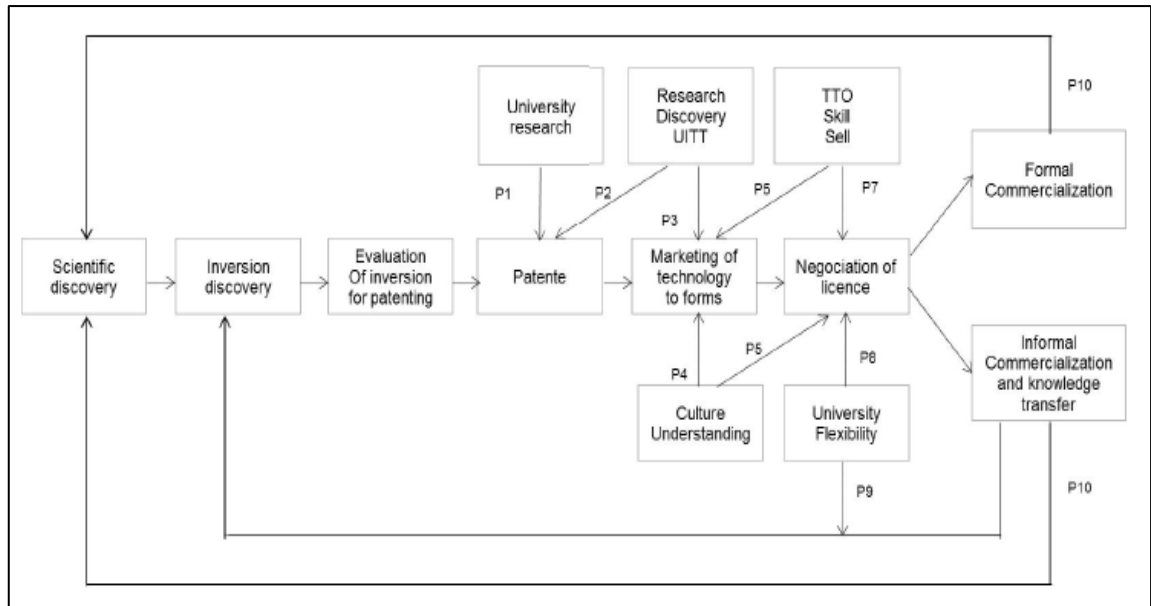 P10
University
research
Research
Discovery
UITT
TTO
Skill
Sell
Formal
Commercialization
P1
P2
P3
P5
P7
Scientific
discovery
Inversion
discovery
Evaluation
Of inversion
for patenting
Patente
Marketing of
technology
to forms
Negociation of
licence
Informal
Commercialization
and knowledge
transfer
P4
P5
P8
Culture
Understanding
University
Flexibility
P9
P10